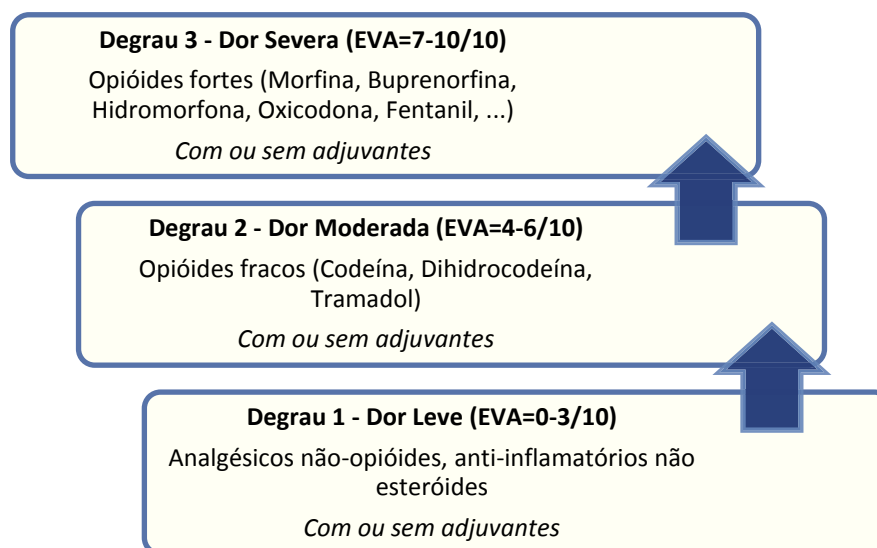 Degrau 3 - Dor Severa (EVA=7-10/10)
Opióides fortes (Morfina, Buprenorfina,
Hidromorfona, Oxicodona, Fentanil, ...)
Com ou sem adjuvantes
Degrau 2 - Dor Moderada (EVA=4-6/10)
Opióides fracos (Codeína, Dihidrocodeína,
Tramadol)
Com ou sem adjuvantes
Degrau 1 - Dor Leve (EVA=0-3/10)
Analgésicos não-opióides, anti-inflamatórios não
esteróides
Com ou sem adjuvantes